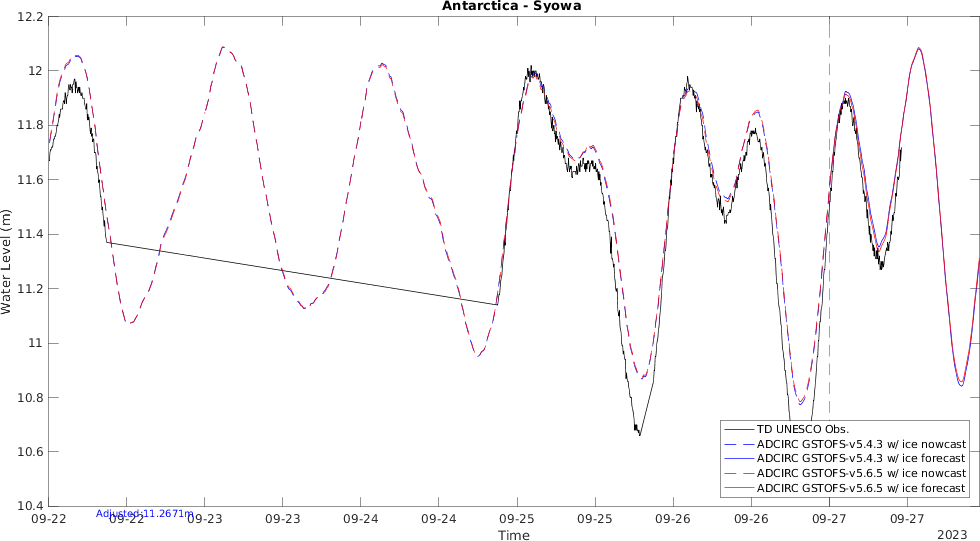 Antarctica - Syowa
Water Level (m)
12.2
12
11.8
11.6
11.4
11.2
11
10.8
10.6
10.4
TD UNESCO Obs.
ADCIRC GSTOFS-v5.4.3 w/ ice nowcast
ADCIRC GSTOFS-v5.4.3 w/ ice forecast
ADCIRC GSTOFS-v5.6.5 w/ ice nowcast
ADCIRC GSTOFS-v5.6.5 w/ ice forecast
Adjusted:11.2671m
09-22 09-22 09-23 09-23 09-24 09-24 09-25 09-25 09-26 09-26 09-27 09-27
Time
2023